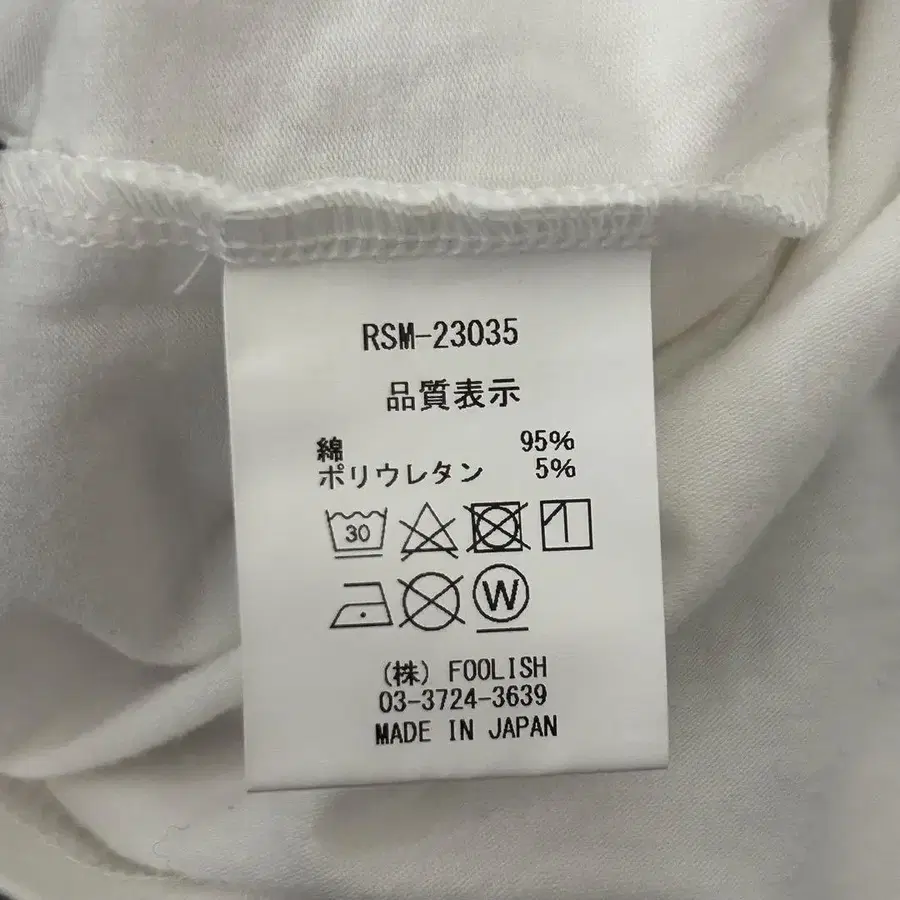 RSM-23035
品質表示
綿 95%
ポリウレタン 5%
30
W
(株) FOOLISH
03-3724-3639
MADE IN JAPAN